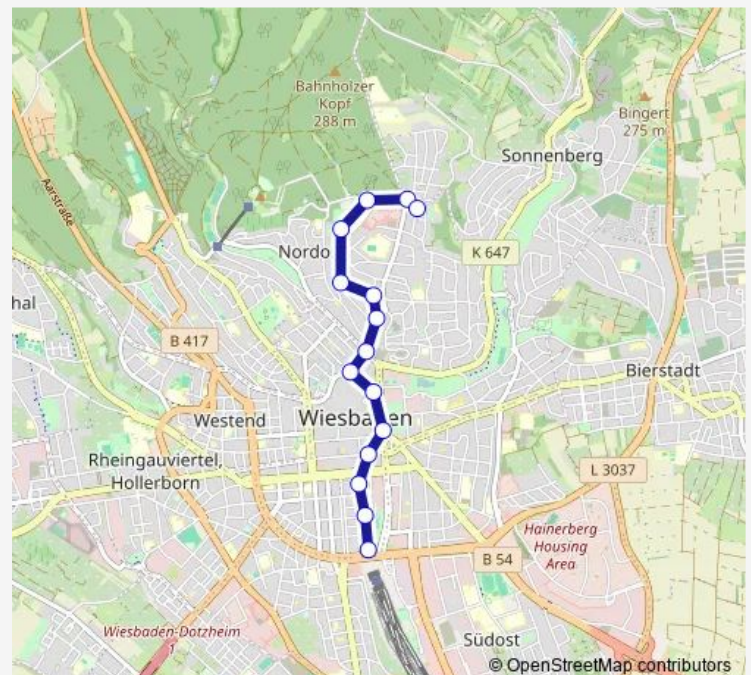 Bahnholzer
Kopf
288 m
Bingert
275 m
Sonnenberg
Aarstraße
Nordo
K 647
hal
B 417
Bierstadt
Westend
Wiesbaden
Rheingauviertel,
Hollerborn
L 3037
Hainerberg
Housing
Area
B 54
Wiesbaden-Dotzheim
1
Südost
© OpenStreetMap contributors